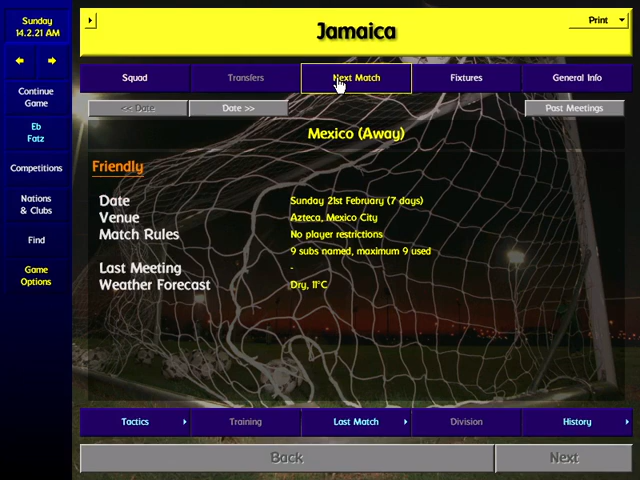 Sunday
14.2.21 AM
Continue
Game
Eb
Fatz
Competitions
Nations
& Clubs
Find
Game
Options
Jamaica
Print
Squad
Transfers
Next Match
Fixtures
General Info
<< Date
Date >>
Past Meetings
Mexico (Away)
Friendly
Date Sunday 21st February (7 days)
Venue Azteca, Mexico City
Match Rules No player restrictions
9 subs named, maximum 9 used
Last Meeting -
Weather Forecast Dry, 11°C
Tactics
Training
Last Match
Division
History
Back
Next